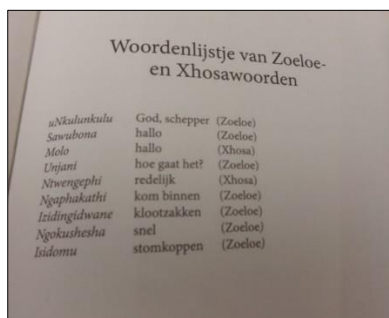 Woordenlijstje van Zoeloe-
en Xhosawoorden
uNkulunkulu God, schepper (Zoeloe)
Sawubona hallo (Zoeloe)
Molo hallo (Xhosa)
Unjani hoe gaat het? (Zoeloe)
Ntwengephi redelijk (Xhosa)
Ngaphakathi kom binnen (Zoeloe)
Izidingidwane klootzakken (Zoeloe)
Ngokushesha snel (Zoeloe)
Isidomu stomkoppen (Zoeloe)